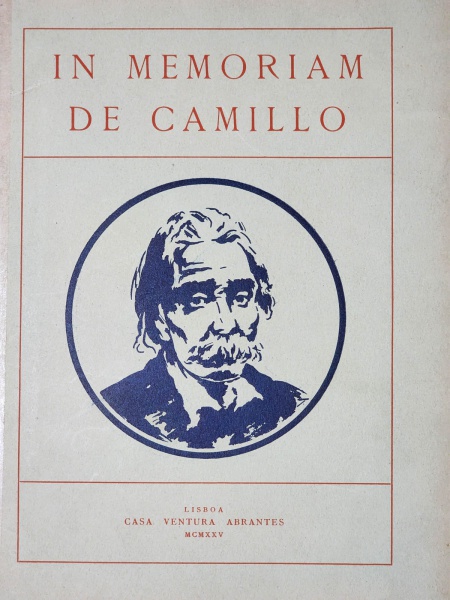 IN MEMORIAM
DE CAMILLO
LISBOA
CASA VENTURA ABRANTES
MCMXXV